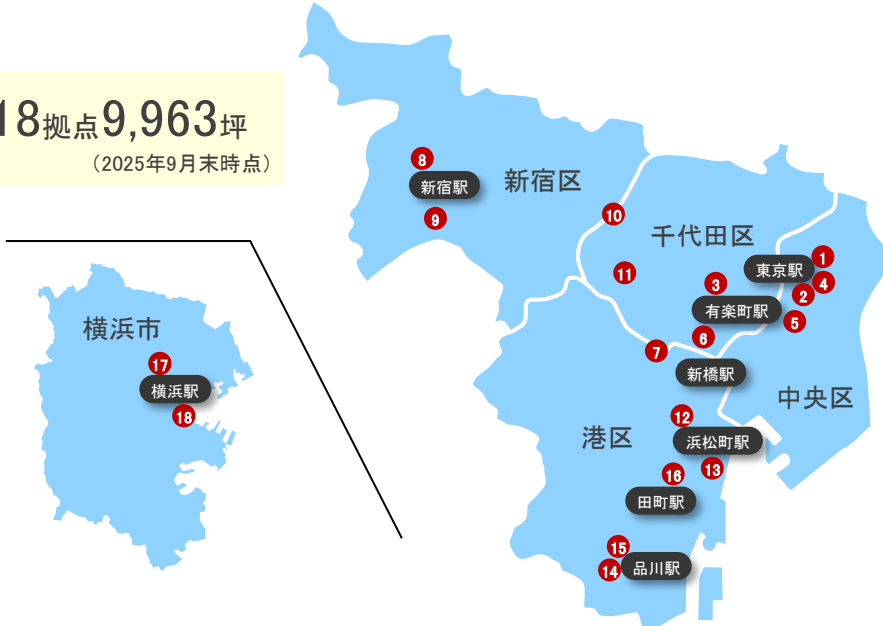 18拠点9,963坪
（2025年9月末時点）
8
新宿駅
9
新宿区
10
千代田区
11
1
東京駅
4
2
3
有楽町駅
5
6
7
新橋駅
中央区
港区
12
浜松町駅
13
16
田町駅
15
14
品川駅
横浜市
17
横浜駅
18